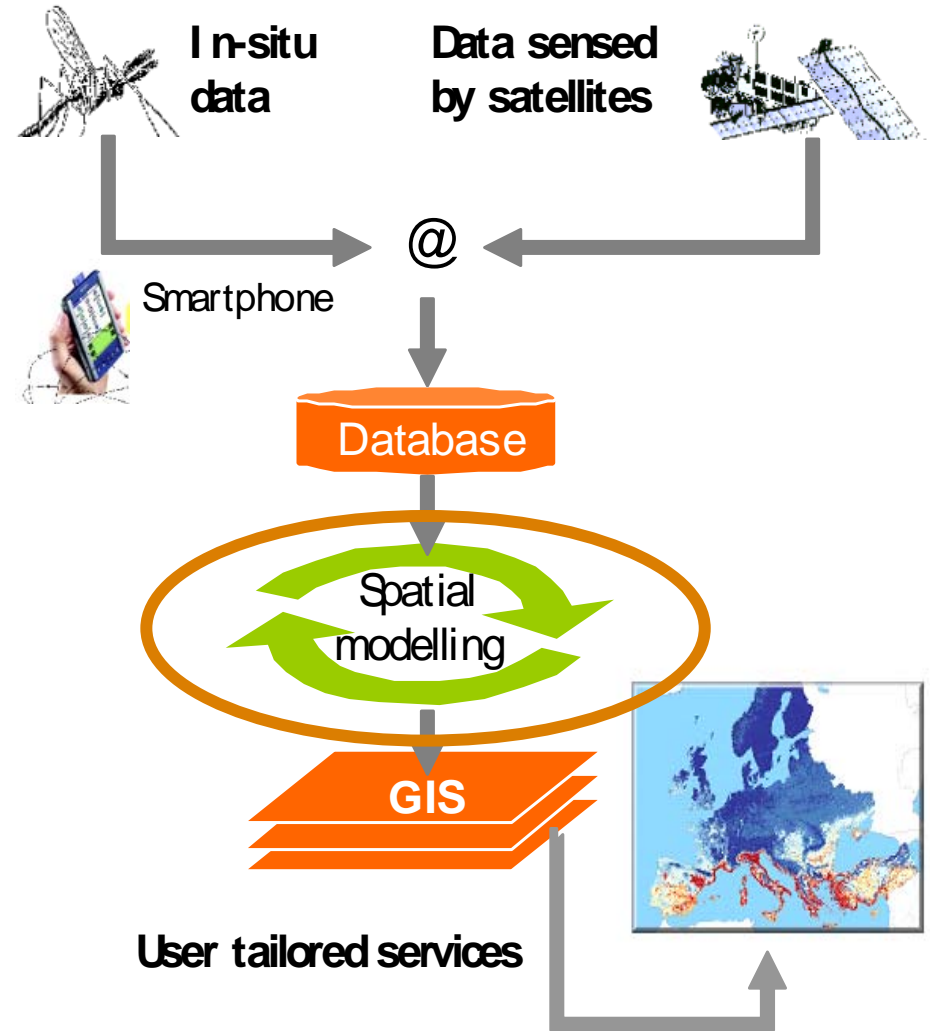 In-situ
data
Data sensed
by satellites
@
Smartphone
Database
Spatial
modelling
GIS
User tailored services